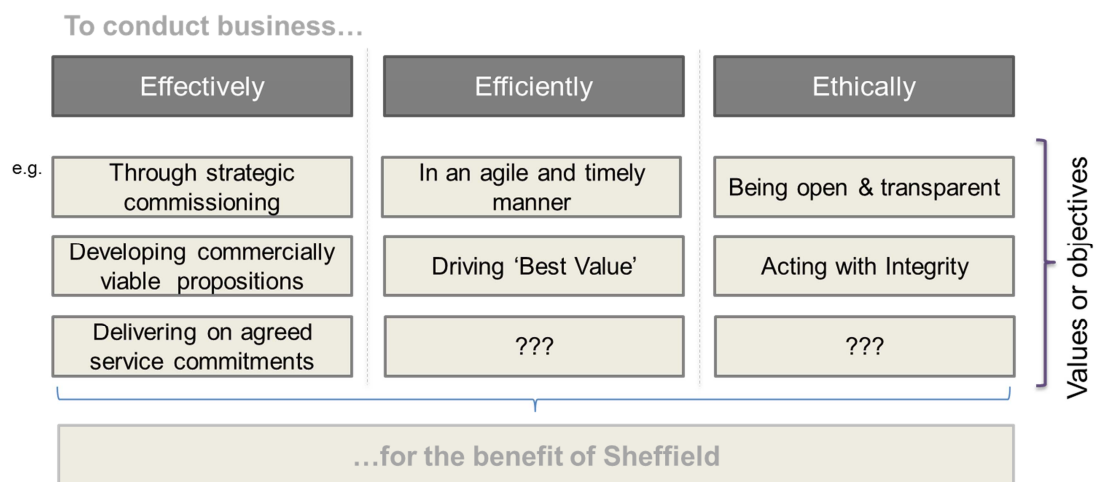 To conduct business…
Effectively
Efficiently
Ethically
e.g.
Through strategic
commissioning
In an agile and timely
manner
Being open & transparent
Developing commercially
viable propositions
Driving ‘Best Value’
Acting with Integrity
Delivering on agreed
service commitments
???
???
Values or objectives
…for the benefit of Sheffield